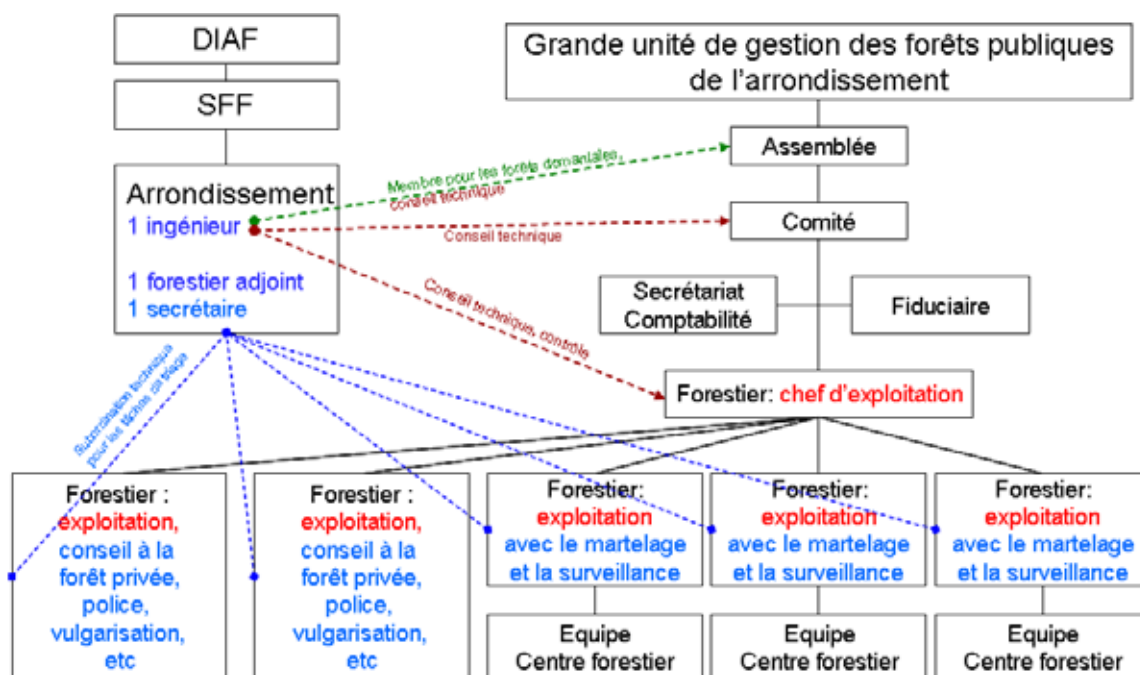 DIAF
SFF
Arrondissement
1 ingénieur
1 forestier adjoint
1 secrétaire
Grande unité de gestion des forêts publiques
de l'arrondissement
Assemblée
Membre pour les forêts domaniales,
conseil technique
Comité
Conseil technique
Secrétariat
Comptabilité
Fiduciaire
Conseil technique, contrôle
Forestier: chef d'exploitation
Subordination technique
pour les tâches de triage
Forestier :
exploitation,
conseil à la
forêt privée,
police,
vulgarisation,
etc
Forestier :
exploitation,
conseil à la
forêt privée,
police,
vulgarisation,
etc
Forestier:
exploitation
avec le martelage
et la surveillance
Forestier:
exploitation
avec le martelage
et la surveillance
Forestier:
exploitation
avec le martelage
et la surveillance
Equipe
Centre forestier
Equipe
Centre forestier
Equipe
Centre forestier